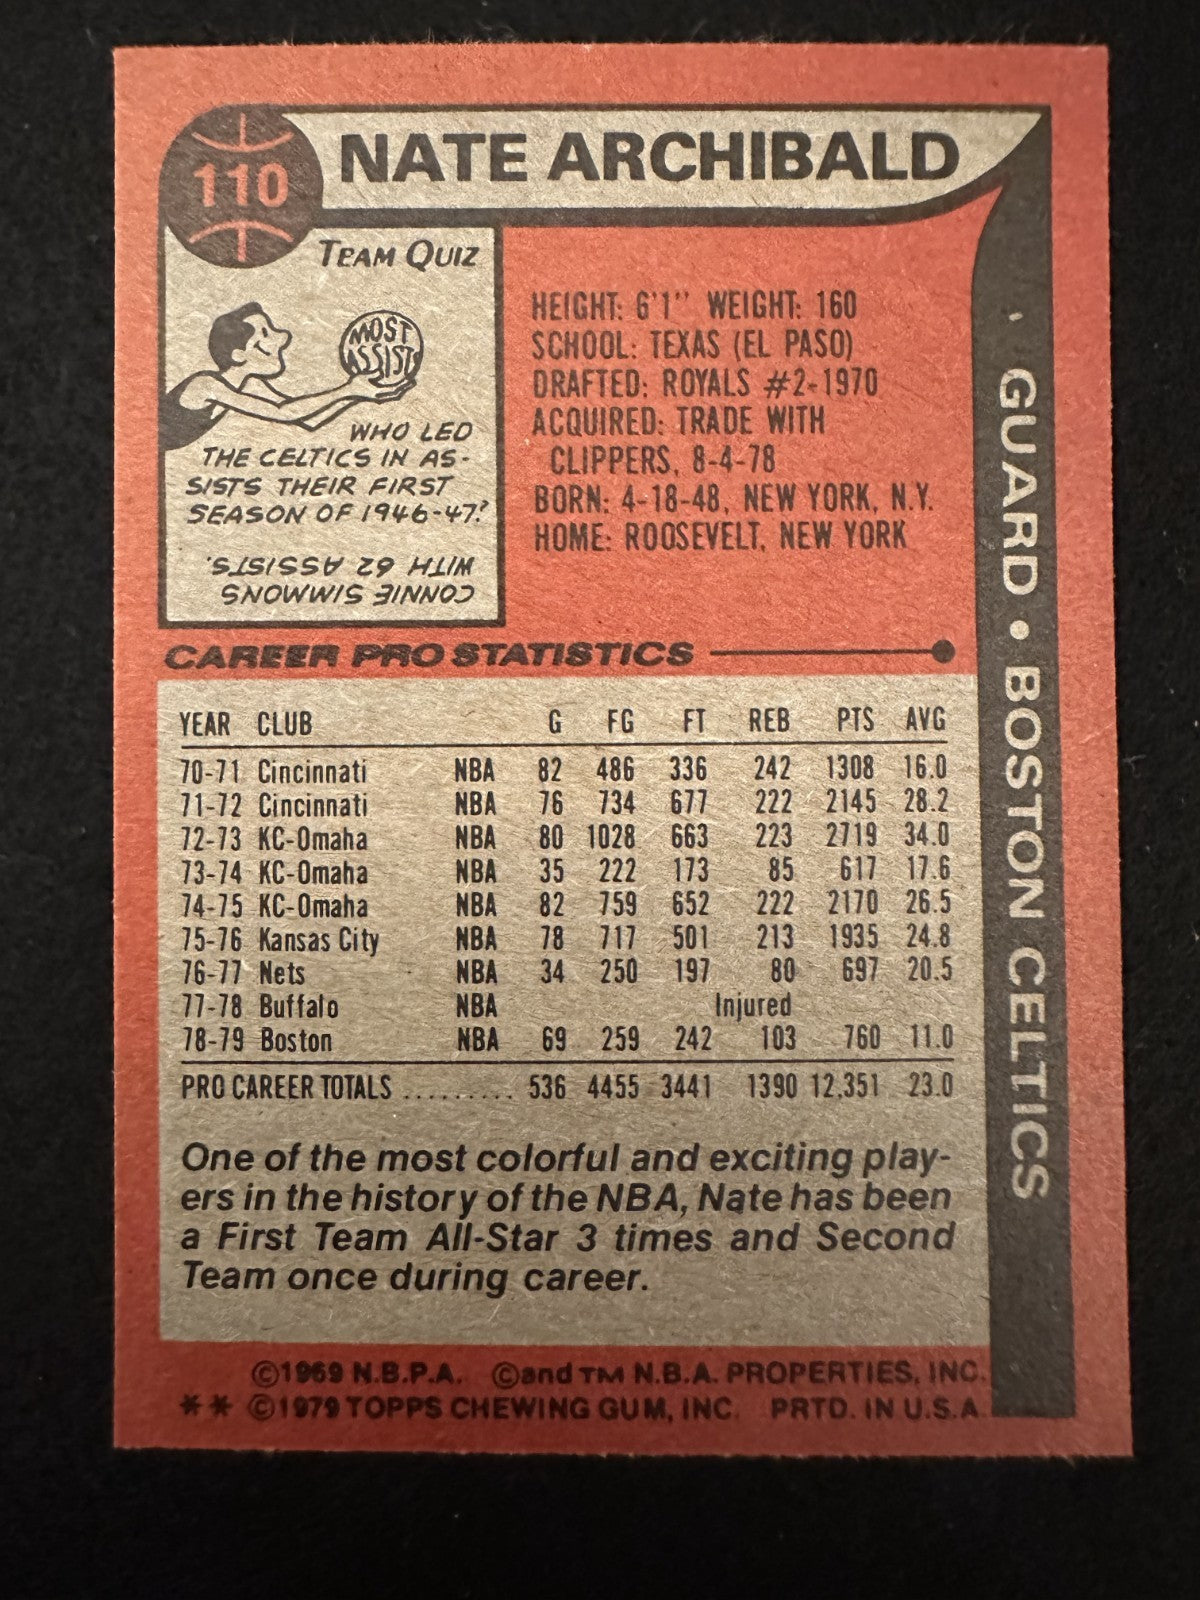 110
NATE ARCHIBALD
TEAM QUIZ
MOST
ASSISTS
WHO LED
THE CELTICS IN AS-
SISTS THEIR FIRST
SEASON OF 1946-47?
CONNIE SIMMONS
WITH 62 ASSISTS.
HEIGHT: 6'1" WEIGHT: 160
SCHOOL: TEXAS (EL PASO)
DRAFTED: ROYALS #2-1970
ACQUIRED: TRADE WITH
CLIPPERS, 8-4-78
BORN: 4-18-48, NEW YORK, N.Y.
HOME: ROOSEVELT, NEW YORK
GUARD • BOSTON CELTICS
CAREER PRO STATISTICS
YEAR CLUB G FG FT REB PTS AVG
70-71 Cincinnati NBA 82 486 336 242 1308 16.0
71-72 Cincinnati NBA 76 734 677 222 2145 28.2
72-73 KC-Omaha NBA 80 1028 663 223 2719 34.0
73-74 KC-Omaha NBA 35 222 173 85 617 17.6
74-75 KC-Omaha NBA 82 759 652 222 2170 26.5
75-76 Kansas City NBA 78 717 501 213 1935 24.8
76-77 Nets NBA 34 250 197 80 697 20.5
77-78 Buffalo NBA Injured
78-79 Boston NBA 69 259 242 103 760 11.0
PRO CAREER TOTALS ......... 536 4455 3441 1390 12,351 23.0
One of the most colorful and exciting play-
ers in the history of the NBA, Nate has been
a First Team All-Star 3 times and Second
Team once during career.
©1969 N.B.P.A. ©and TM N.B.A. PROPERTIES, INC.
** ©1979 TOPPS CHEWING GUM, INC. PRTD. IN U.S.A.